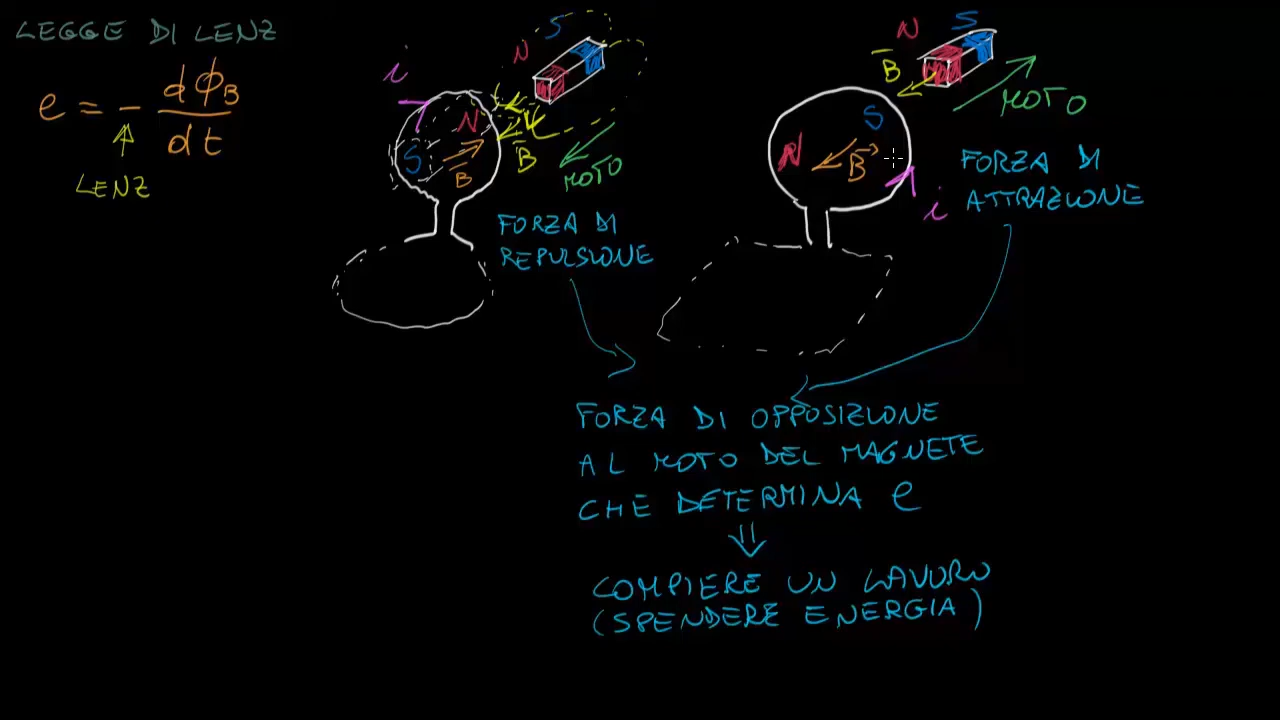 LEGGE DI LENZ
e = - dϕB / dt
LENZ
i
N
S
N
S
B
B
MOTO
FORZA DI
REPULSIONE
N
S
B
MOTO
S
N
B
i
FORZA DI
ATTRAZIONE
FORZA DI OPPOSIZIONE
AL MOTO DEL MAGNETE
CHE DETERMINA e
⇓
COMPIERE UN LAVORO
(SPENDERE ENERGIA)